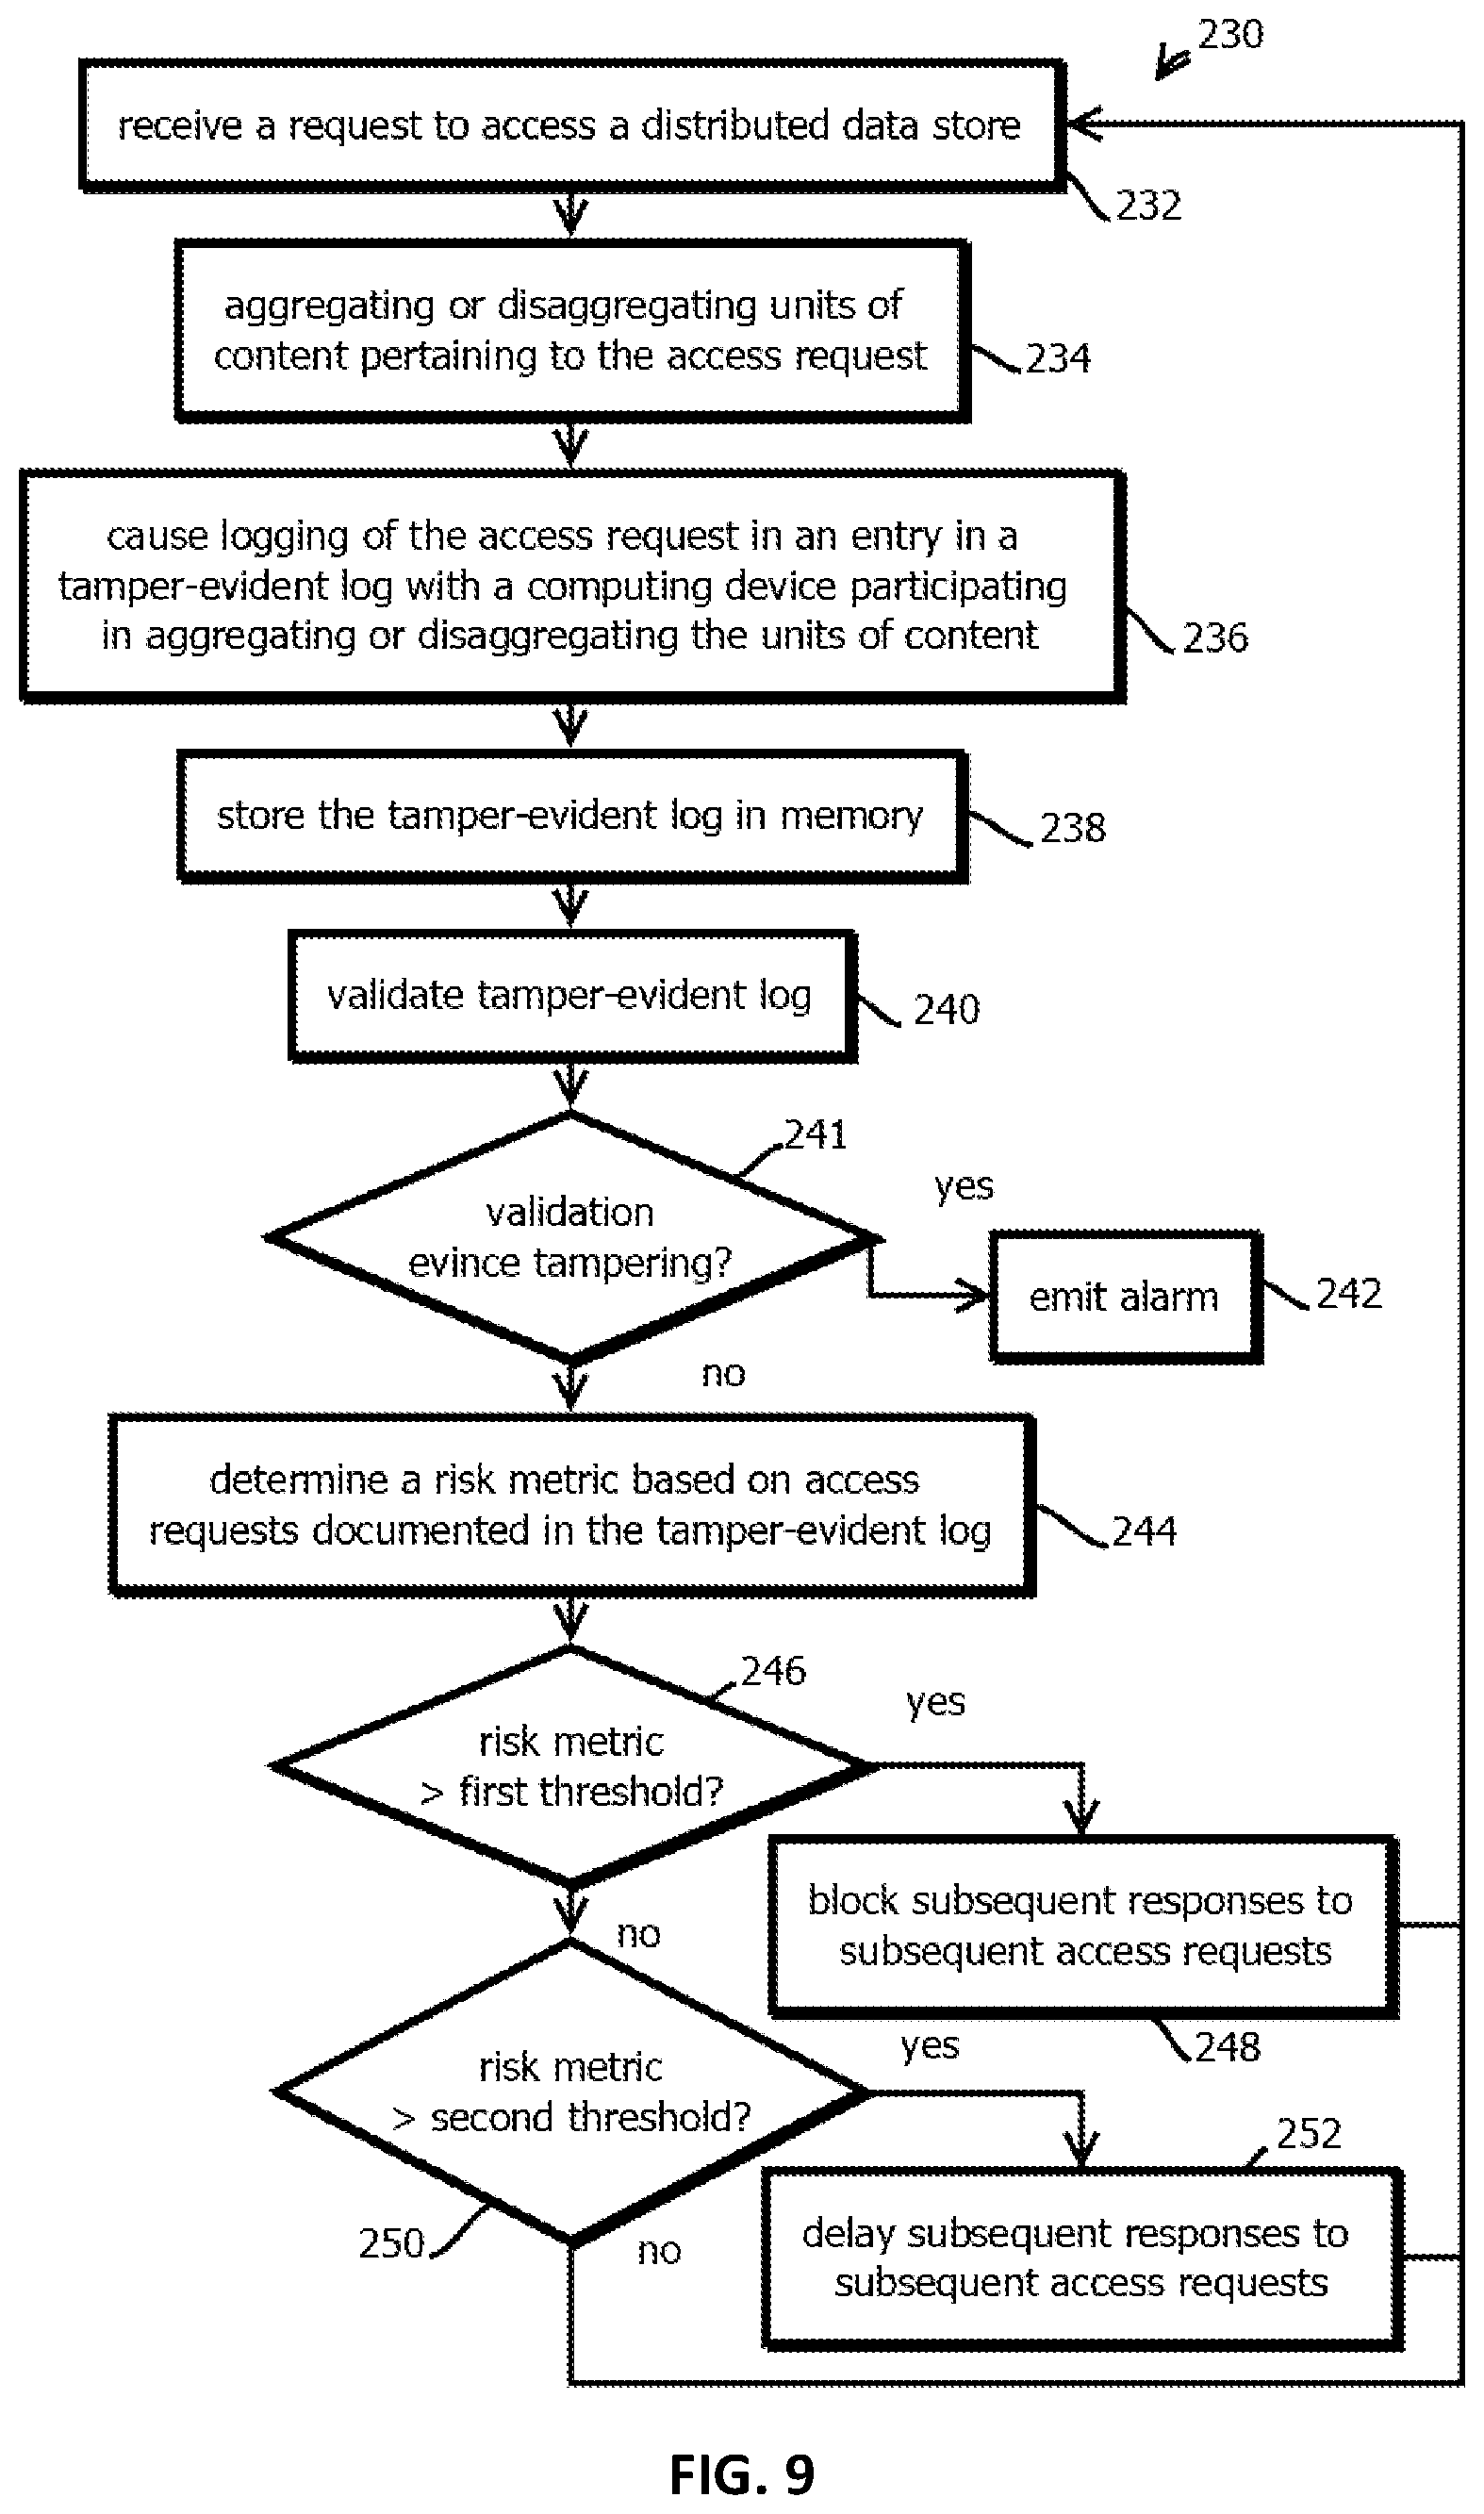 230
receive a request to access a distributed data store
232
aggregating or disaggregating units of
content pertaining to the access request
234
cause logging of the access request in an entry in a
tamper-evident log with a computing device participating
in aggregating or disaggregating the units of content
236
store the tamper-evident log in memory
238
validate tamper-evident log
240
241
validation
evince tampering?
yes
emit alarm
242
no
determine a risk metric based on access
requests documented in the tamper-evident log
244
246
risk metric
> first threshold?
yes
block subsequent responses to
subsequent access requests
248
no
risk metric
> second threshold?
yes
250
252
delay subsequent responses to
subsequent access requests
no
FIG. 9